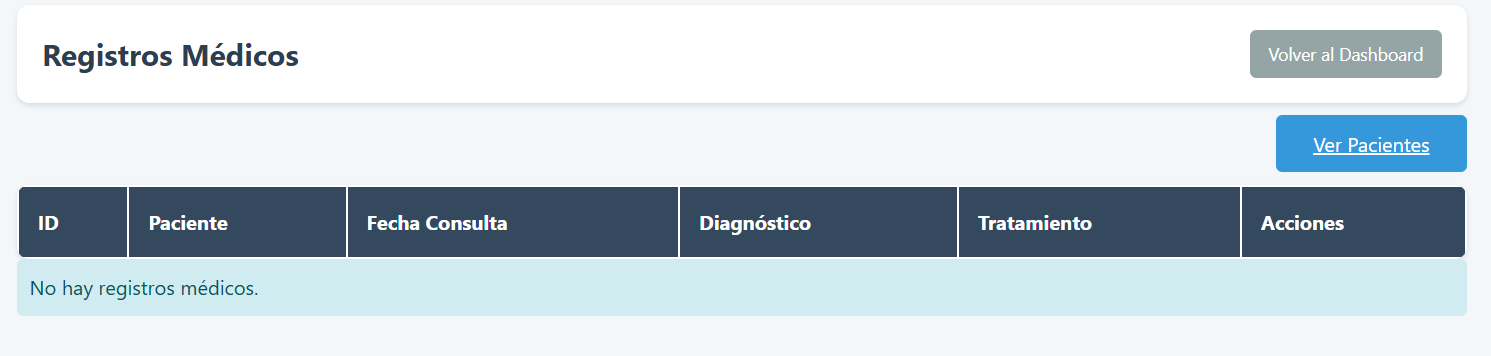 Registros Médicos
Volver al Dashboard
Ver Pacientes
ID Paciente Fecha Consulta Diagnóstico Tratamiento Acciones
No hay registros médicos.